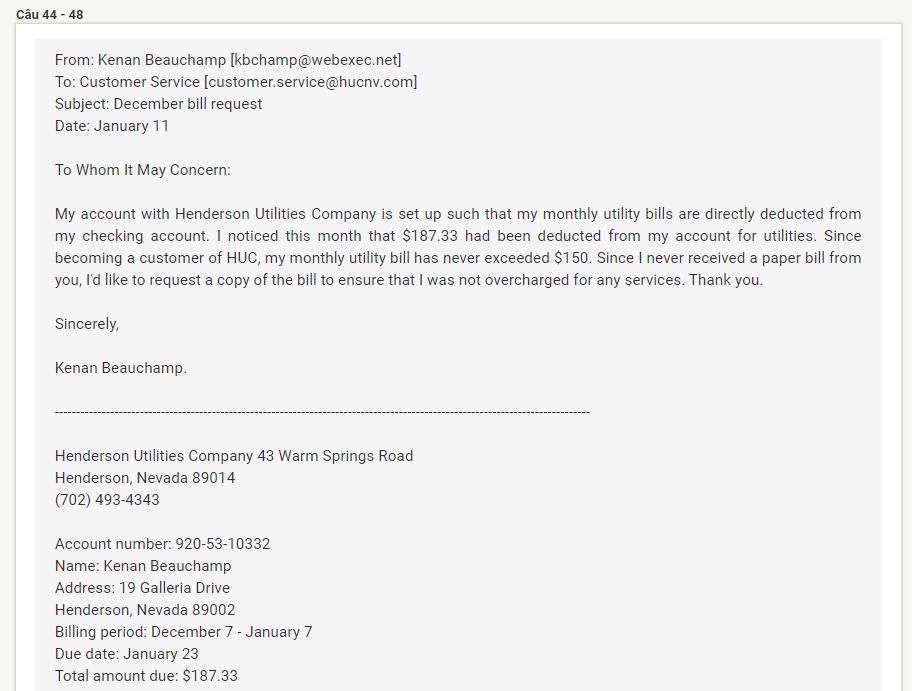 Câu 44 - 48
From: Kenan Beauchamp [kbchamp@webexec.net]
To: Customer Service [customer.service@hucnv.com]
Subject: December bill request
Date: January 11
To Whom It May Concern:
My account with Henderson Utilities Company is set up such that my monthly utility bills are directly deducted from
my checking account. I noticed this month that $187.33 had been deducted from my account for utilities. Since
becoming a customer of HUC, my monthly utility bill has never exceeded $150. Since I never received a paper bill from
you, I'd like to request a copy of the bill to ensure that I was not overcharged for any services. Thank you.
Sincerely,
Kenan Beauchamp.
--------------------------------------------------------------------------------------------------------------------------------
Henderson Utilities Company 43 Warm Springs Road
Henderson, Nevada 89014
(702) 493-4343
Account number: 920-53-10332
Name: Kenan Beauchamp
Address: 19 Galleria Drive
Henderson, Nevada 89002
Billing period: December 7 - January 7
Due date: January 23
Total amount due: $187.33